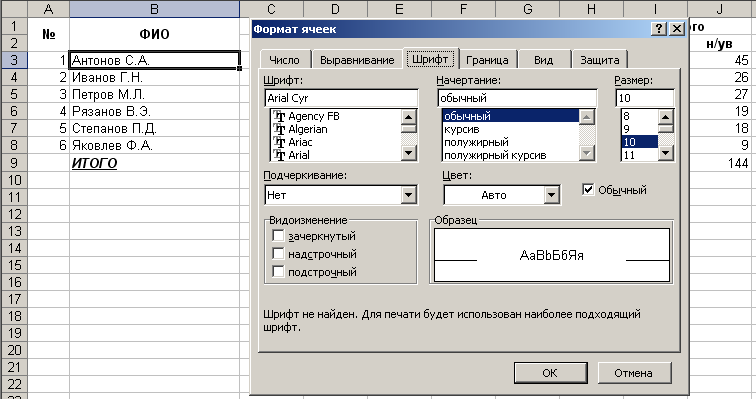 A B C D E F G H I J
Формат ячеек
1 № ФИО ого
2 н/ув
Число Выравнивание Шрифт Граница Вид Защита
3 1 Антонов С.А. 45
4 2 Иванов Г.Н. 26
5 3 Петров М.Л. 27
6 4 Рязанов В.Э. 19
7 5 Степанов П.Д. 18
8 6 Яковлев Ф.А. 9
9 ИТОГО 144
10
11
12
13
14
15
16
17
18
19
20
21
22
Шрифт: Начертание: Размер:
Arial Cyr обычный 10
Agency FB обычный 8
Algerian курсив 9
Ariac полужирный 10
Arial полужирный курсив 11
Подчеркивание: Цвет:
Нет Авто Обычный
Видоизменение Образец
зачеркнутый
надстрочный АаВbБбЯя
подстрочный
Шрифт не найден. Для печати будет использован наиболее подходящий
шрифт.
ОК Отмена